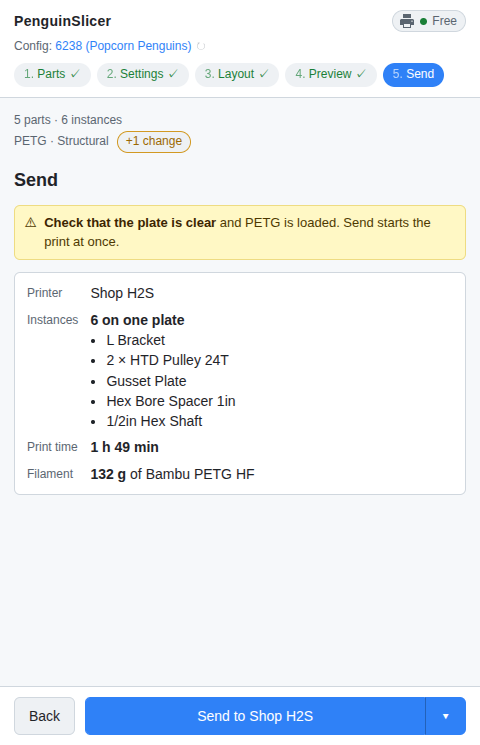 PenguinSlicer
Free
Config: 6238 (Popcorn Penguins)
1. Parts ✓ 2. Settings ✓ 3. Layout ✓ 4. Preview ✓ 5. Send
5 parts · 6 instances
PETG · Structural +1 change
Send
⚠ Check that the plate is clear and PETG is loaded. Send starts the
print at once.
Printer Shop H2S
Instances 6 on one plate
• L Bracket
• 2 × HTD Pulley 24T
• Gusset Plate
• Hex Bore Spacer 1in
• 1/2in Hex Shaft
Print time 1 h 49 min
Filament 132 g of Bambu PETG HF
Back Send to Shop H2S ▼